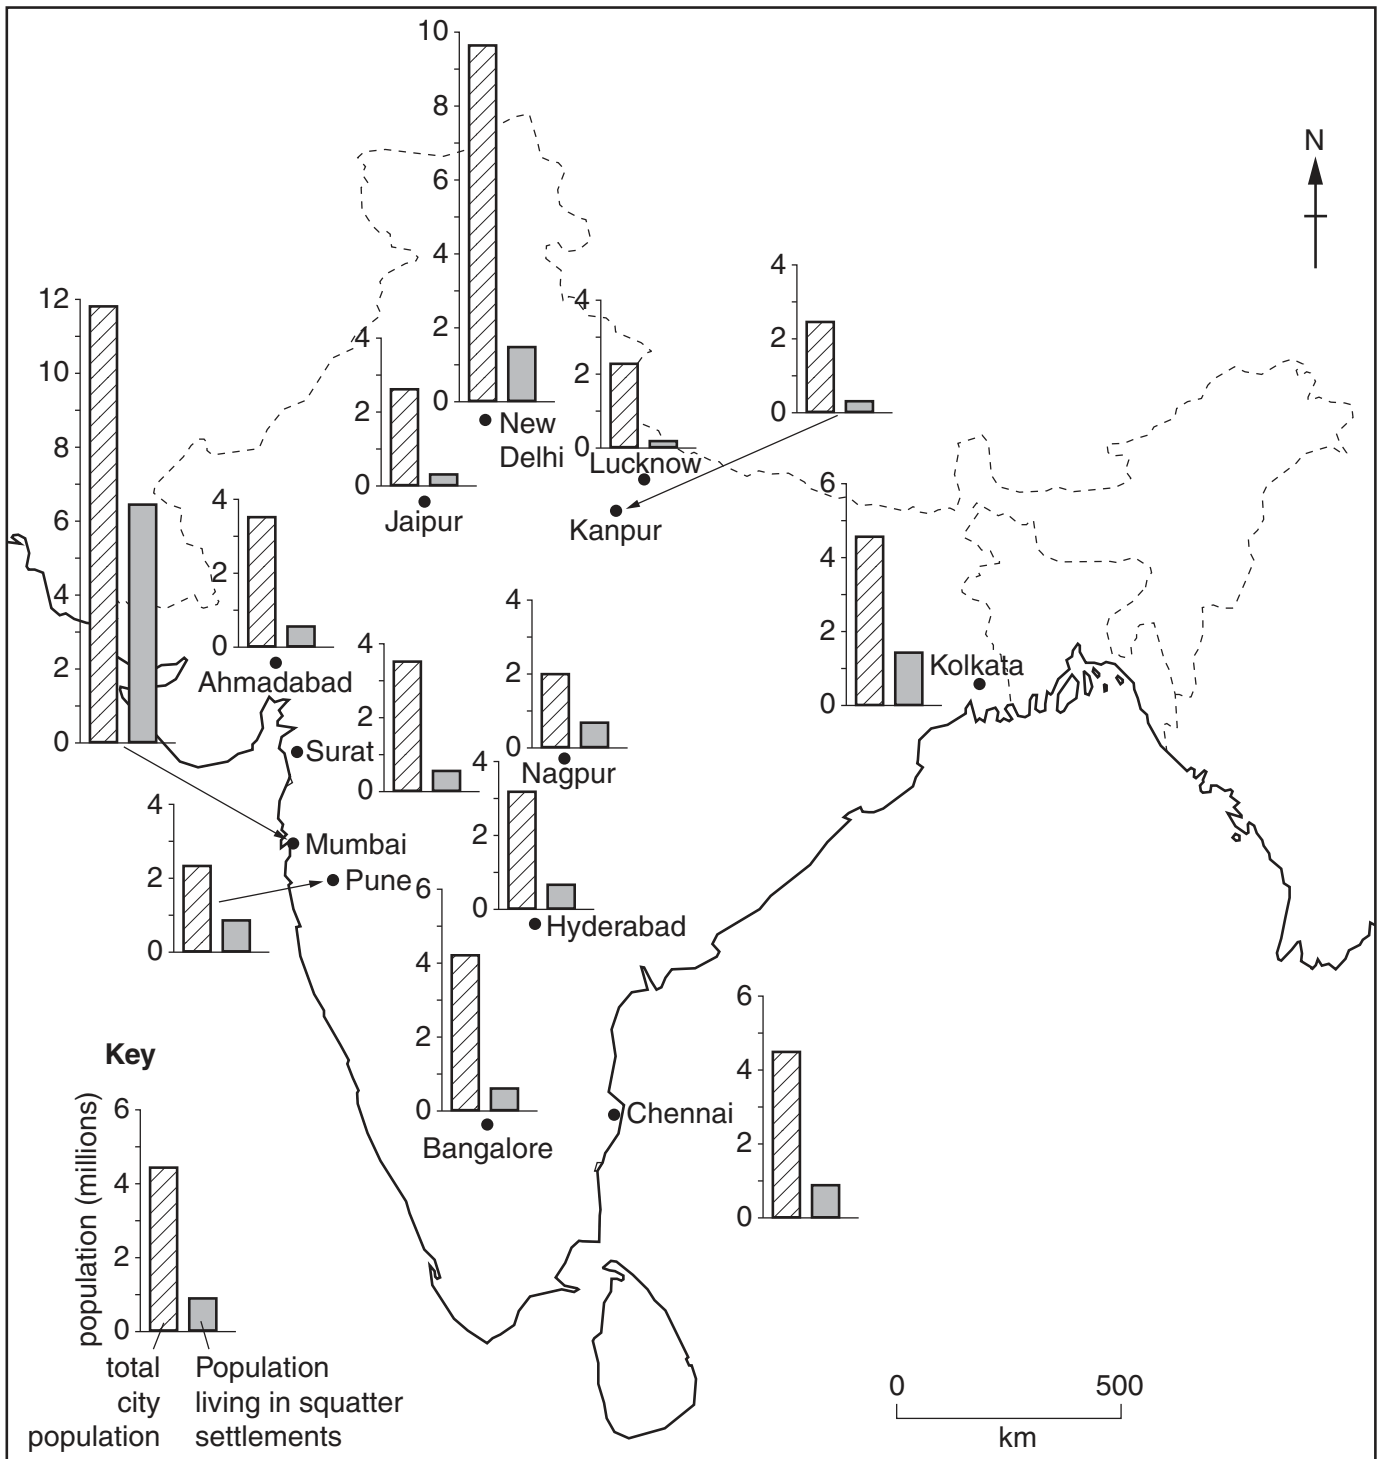 10
8
6
4
2
0
New
Delhi
N
12
10
8
6
4
2
0
4
2
0
Jaipur
4
2
0
Lucknow
4
2
0
Kanpur
4
2
0
Ahmadabad
6
4
2
0
Kolkata
4
2
0
Surat
4
2
0
Nagpur
4
2
0
Hyderabad
Mumbai
4
2
0
Pune
6
4
2
0
Bangalore
6
4
2
0
Chennai
Key
population (millions)
6
4
2
0
total
city
population
Population
living in squatter
settlements
0 500
km